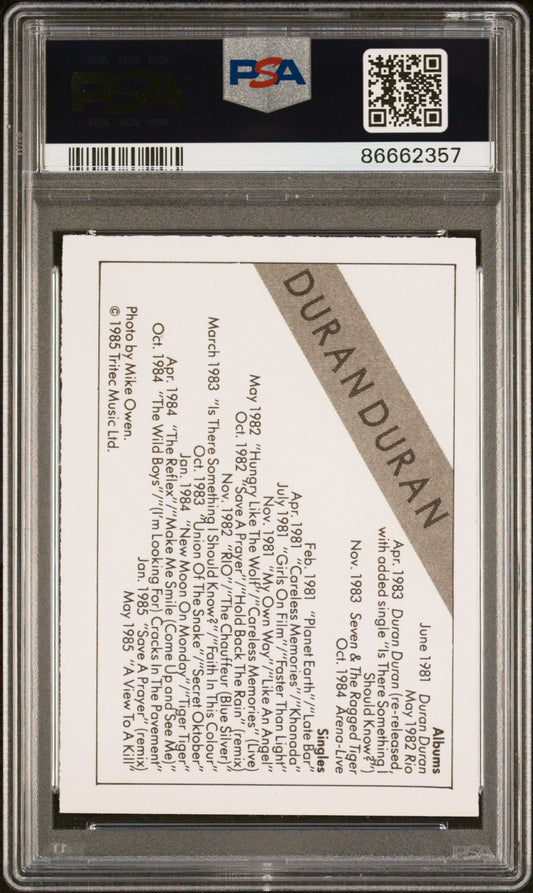 PSA PSA PSA
PSA
PSA PSA PSA
PSA
86662357
DURAN DURAN
Albums
June 1981 Duran Duran
May 1982 Rio
Apr. 1983 Duran Duran (re-released,
with added single "Is There Something I
Should Know?")
Nov. 1983 Seven & The Ragged Tiger
Oct. 1984 Arena-Live
Singles
Feb. 1981 "Planet Earth"/"Late Bar"
Apr. 1981 "Careless Memories"/"Khanada"
July 1981 "Girls On Film"/"Faster Than Light"
Nov. 1981 "My Own Way"/"Like An Angel"
May 1982 "Hungry Like The Wolf"/"Careless Memories" (Live)
Oct. 1982 "Save A Prayer"/"Hold Back The Rain" (remix)
Nov. 1982 "RIO"/"The Chauffeur (Blue Silver)
March 1983 "Is There Something I Should Know?"/"Faith In This Colour"
Oct. 1983 "Union Of The Snake"/"Secret Oktober"
Jan. 1984 "New Moon On Monday"/"Tiger Tiger"
Apr. 1984 "The Reflex"/"Make Me Smile (Come Up and See Me)
Oct. 1984 "The Wild Boys"/"(I'm Looking For) Cracks In The Pavement"
Jan. 1985 "Save A Prayer" (remix)
May 1985 "A View To A Kill"
Photo by Mike Owen.
© 1985 Tritec Music Ltd.
PSA